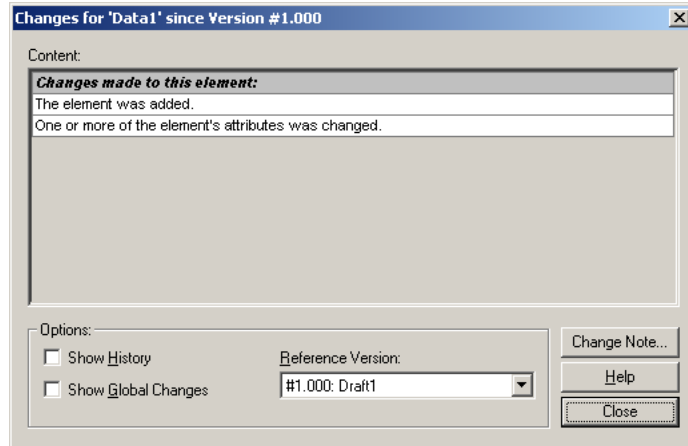 Changes for 'Data1' since Version #1.000
Content:
Changes made to this element:
The element was added.
One or more of the element's attributes was changed.
Options:
Show History
Show Global Changes
Reference Version:
#1.000: Draft1
Change Note...
Help
Close